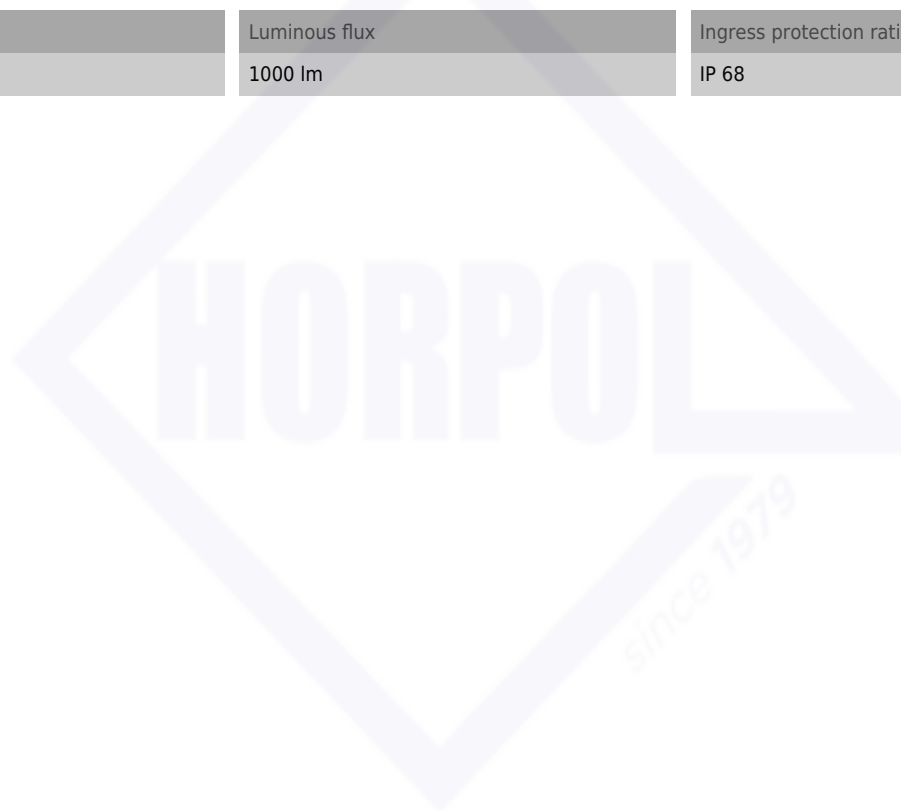 Luminous flux
Ingress protection rati
1000 lm
IP 68
HORPOL
since 1979